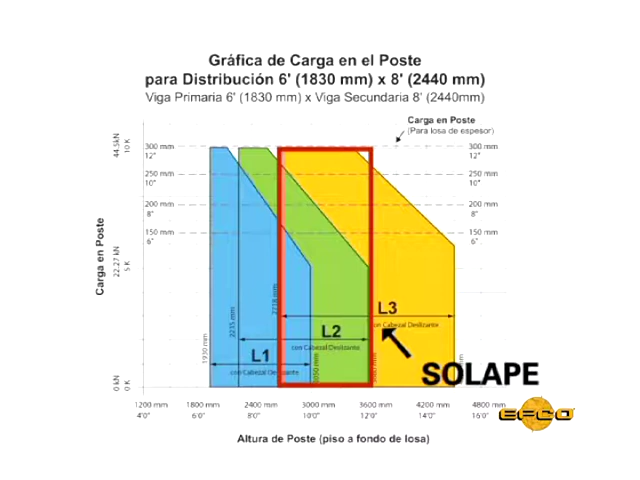 Gráfica de Carga en el Poste
para Distribución 6' (1830 mm) x 8' (2440 mm)
Viga Primaria 6' (1830 mm) x Viga Secundaria 8' (2440mm)
Carga en Poste
(Para losa de espesor)
44.5kN
10 K
300 mm
12"
300 mm
12"
250 mm
10"
250 mm
10"
200 mm
8"
200 mm
8"
150 mm
6"
150 mm
6"
Carga en Poste
22.27 kN
5 K
0 kN
0 K
1930 mm
2235 mm
2218 mm
L3
con Cabezal Deslizante
L2
con Cabezal Deslizante
L1
con Cabezal Deslizante
SOLAPE
EFCO
1200 mm 1800 mm 2400 mm 3000 mm 3600 mm 4200 mm 4800 mm
4'0" 6'0" 8'0" 10'0" 12'0" 14'0" 16'0"
Altura de Poste (piso a fondo de losa)